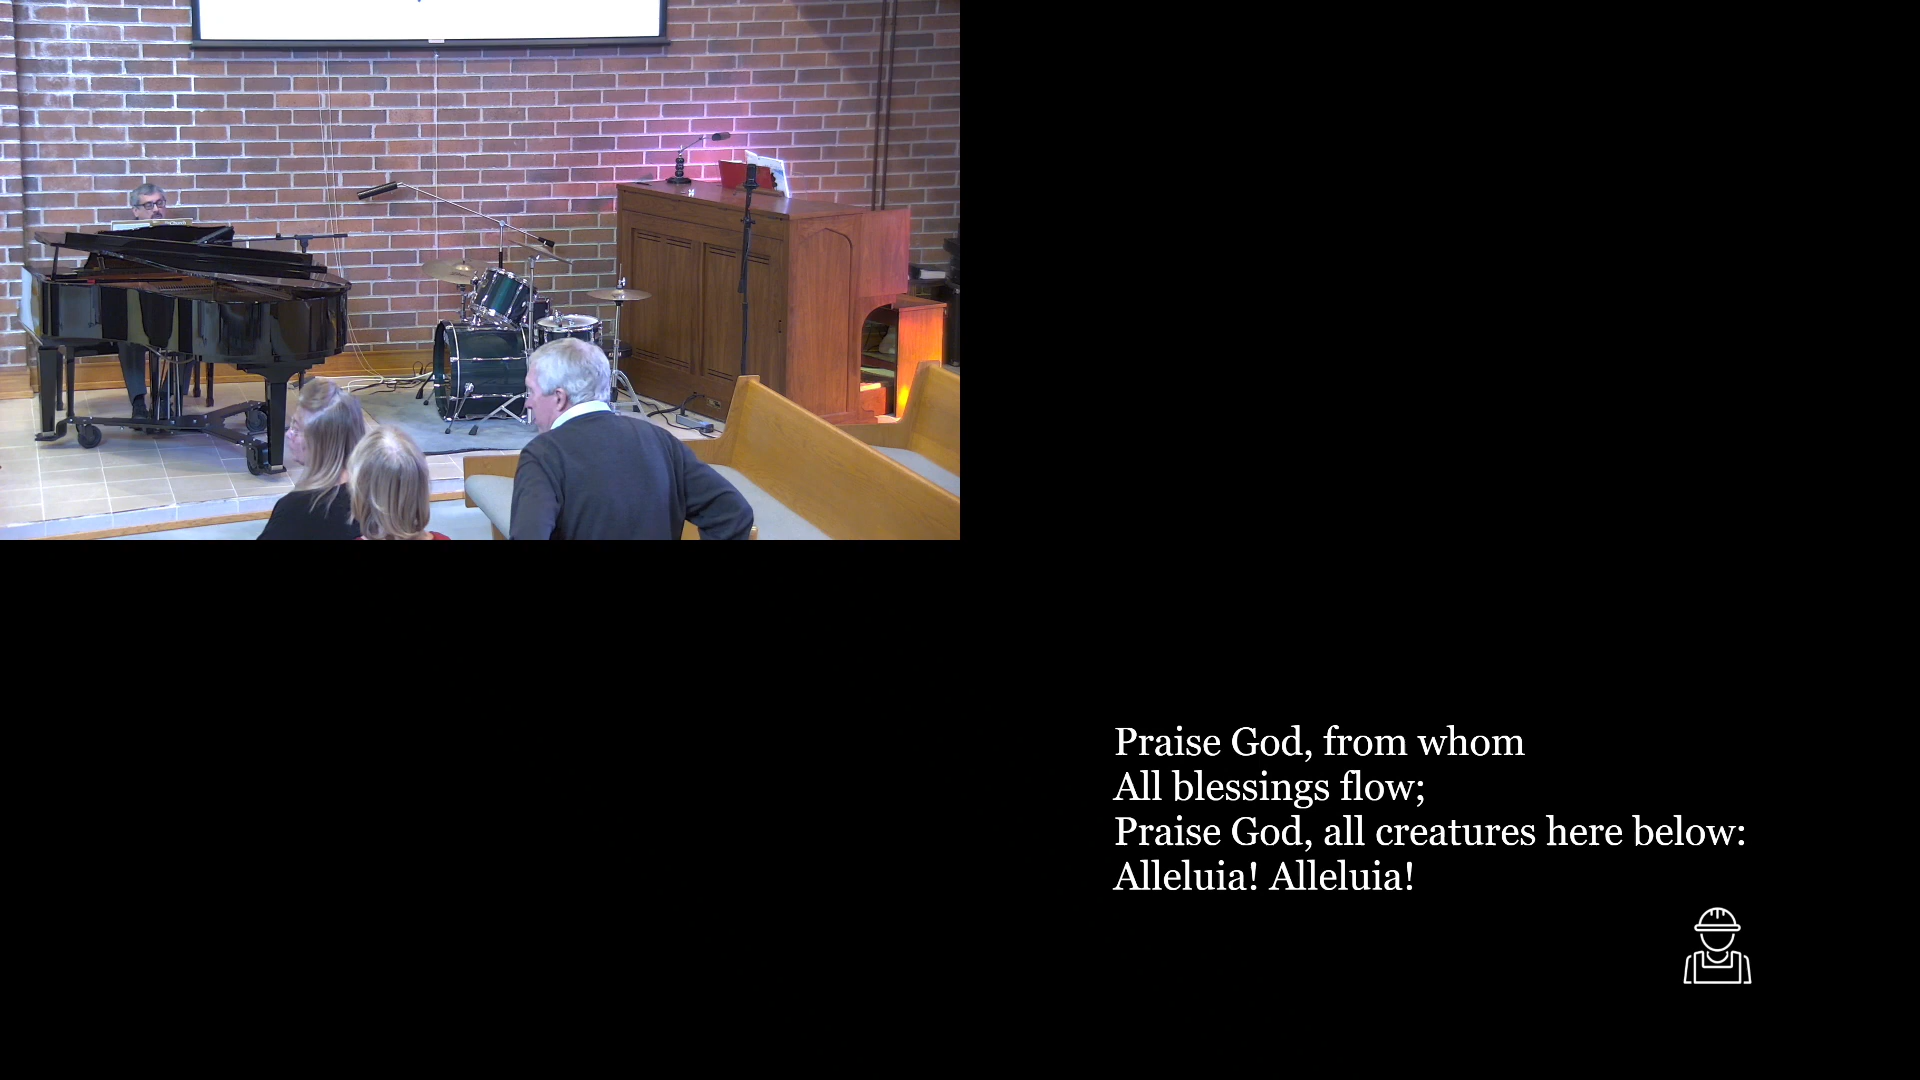 Praise God, from whom
All blessings flow;
Praise God, all creatures here below:
Alleluia! Alleluia!